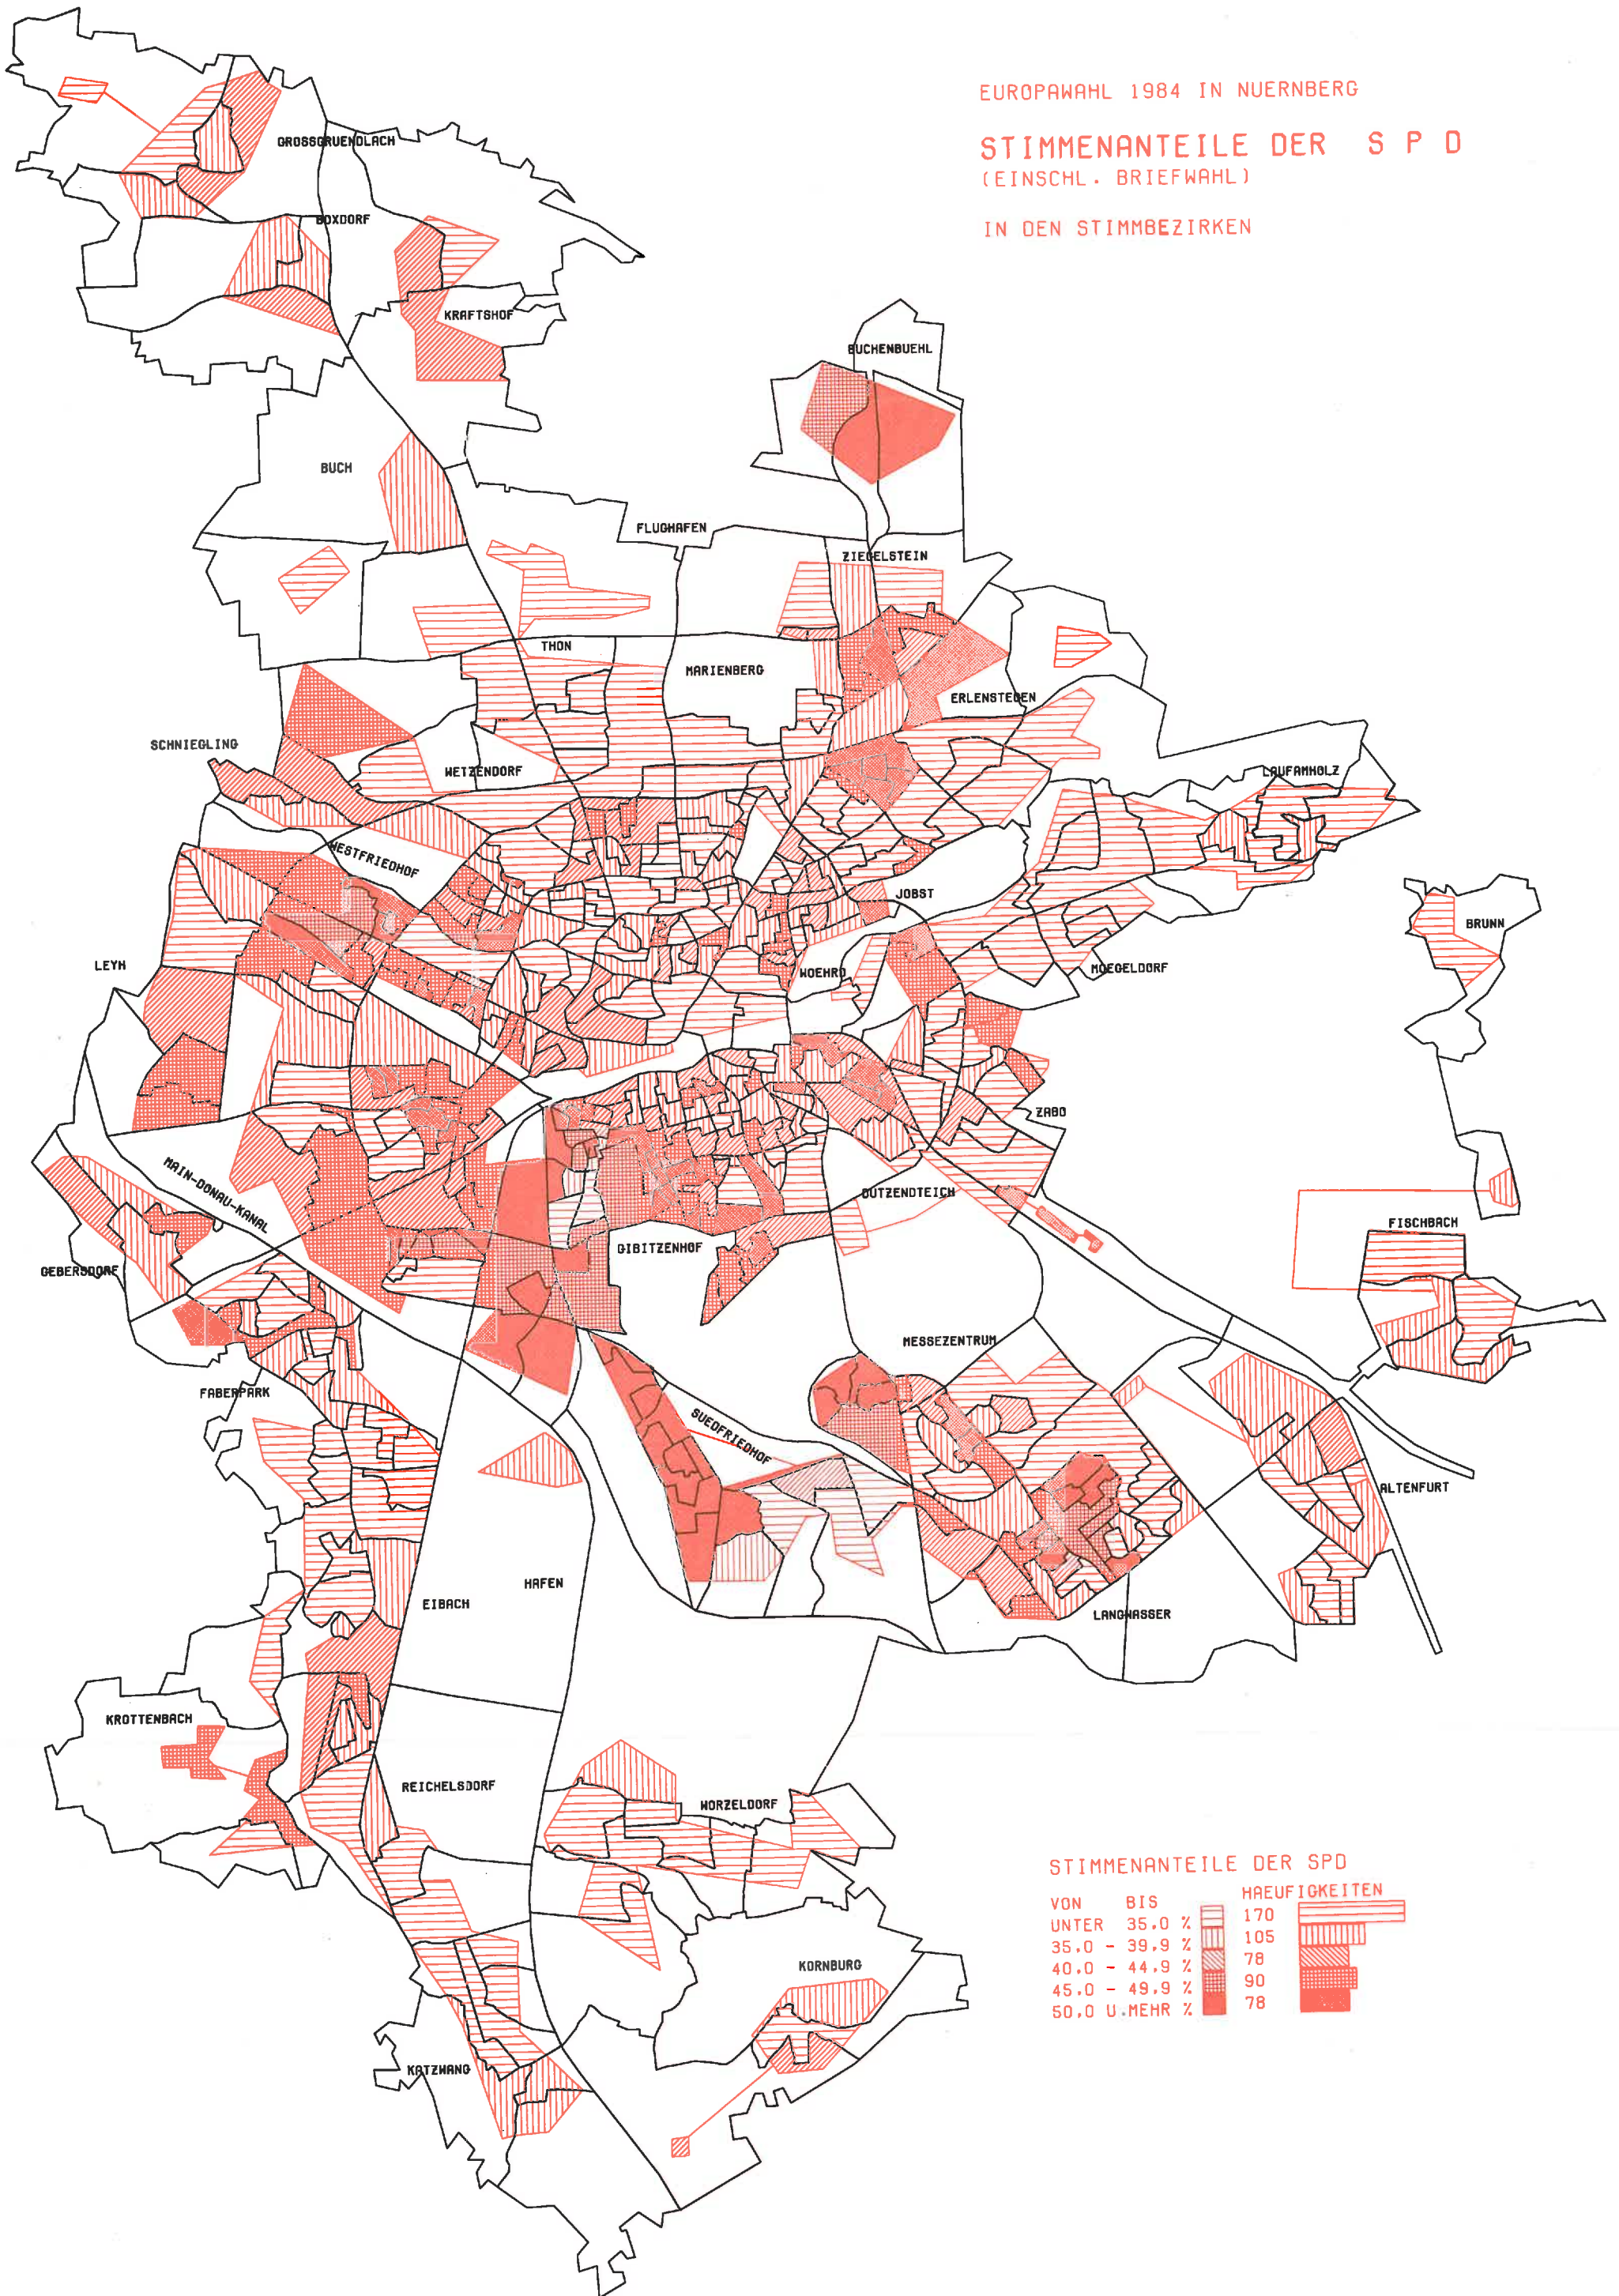 EUROPAWAHL 1984 IN NUERNBERG
STIMMENANTEILE DER S P D
(EINSCHL. BRIEFWAHL)
IN DEN STIMMBEZIRKEN
GROSSGRUENDLACH
BOXDORF
KRAFTSHOF
BUCHENBUEHL
BUCH
FLUGHAFEN
ZIEGELSTEIN
THON
MARIENBERG
ERLENSTEGEN
SCHNIEGLING
WETZENDORF
LAUFAMHOLZ
WESTFRIEDHOF
JOBST
BRUNN
LEYH
WOEHRD
MOEGELDORF
ZABO
MAIN-DONAU-KANAL
DUTZENDTEICH
FISCHBACH
GIBITZENHOF
GEBERSDORF
MESSEZENTRUM
FABERPARK
SUEDFRIEDHOF
ALTENFURT
HAFEN
EIBACH
LANGWASSER
KROTTENBACH
REICHELSDORF
WORZELDORF
KORNBURG
KATZWANG
STIMMENANTEILE DER SPD
VON BIS HAEUFIGKEITEN
UNTER 35.0 % 170
35.0 - 39.9 % 105
40.0 - 44.9 % 78
45.0 - 49.9 % 90
50.0 U.MEHR % 78